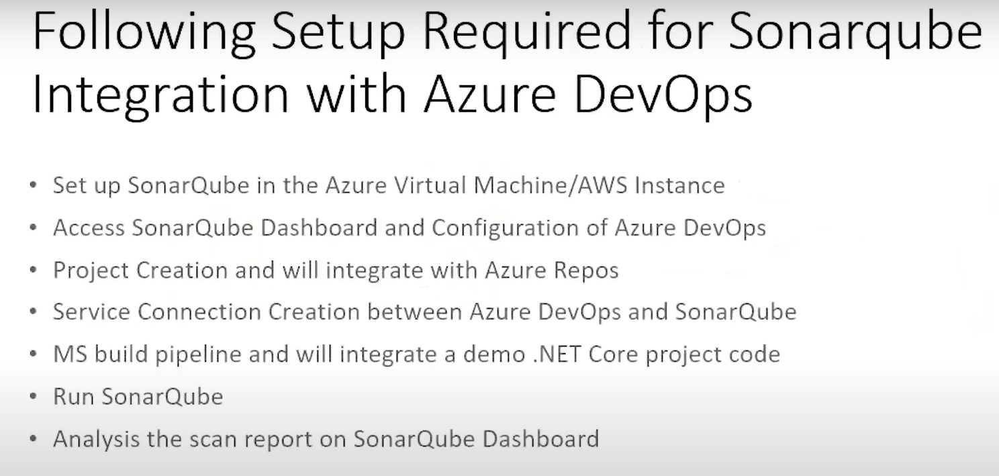 Following Setup Required for Sonarqube
Integration with Azure DevOps
• Set up SonarQube in the Azure Virtual Machine/AWS Instance
• Access SonarQube Dashboard and Configuration of Azure DevOps
• Project Creation and will integrate with Azure Repos
• Service Connection Creation between Azure DevOps and SonarQube
• MS build pipeline and will integrate a demo .NET Core project code
• Run SonarQube
• Analysis the scan report on SonarQube Dashboard